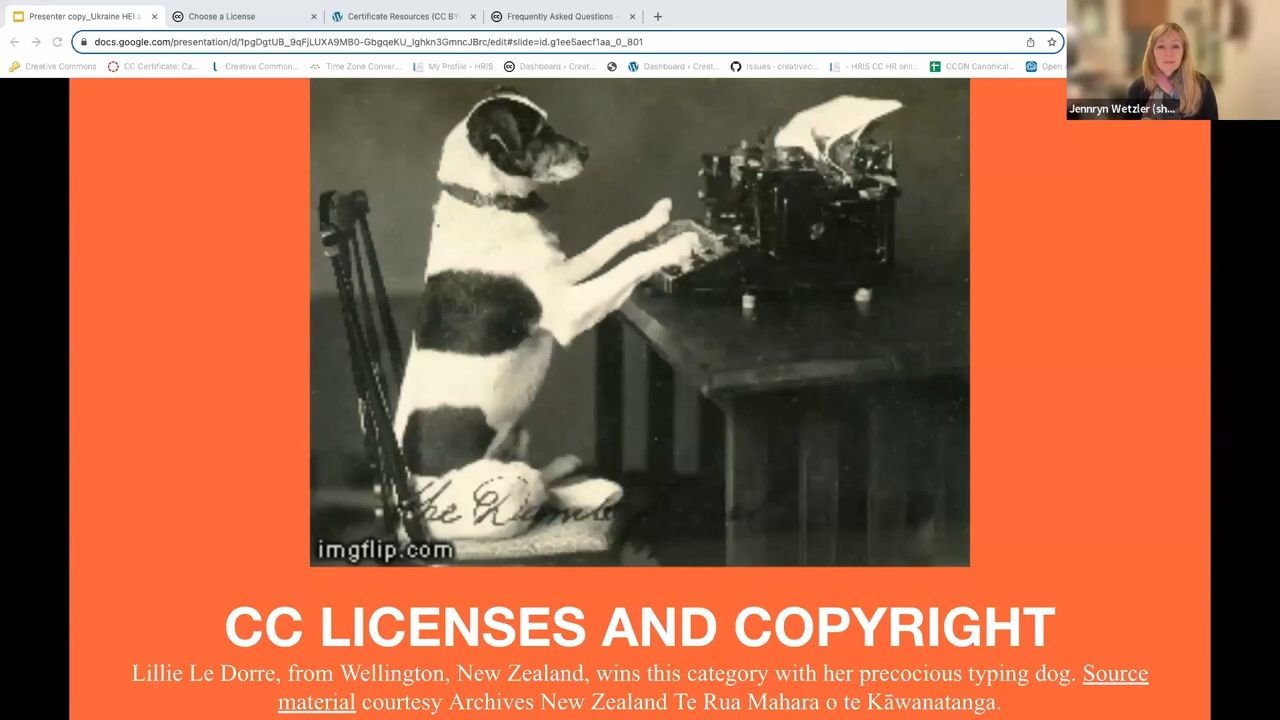 Presenter copy_Ukraine HEI a
Choose a License
Certificate Resources (CC BY
Frequently Asked Questions -
docs.google.com/presentation/d/1pgDgtUB_9qFjLUXA9MB0-GbgqeKU_lghkn3GmncJBrc/edit#slide=id.g1ee5aecf1aa_0_801
Creative Commons
CC Certificate: Ca...
Creative Common...
Time Zone Conver...
My Profile - HRIS
Dashboard ‹ Creat...
Dashboard ‹ Creat...
Issues · creativec...
- HRIS CC HR onli...
CCGN Canonical...
Open
Jennryn Wetzler (sh...
The Dumb
imgflip.com
CC LICENSES AND COPYRIGHT
Lillie Le Dorre, from Wellington, New Zealand, wins this category with her precocious typing dog. Source
material courtesy Archives New Zealand Te Rua Mahara o te Kāwanatanga.